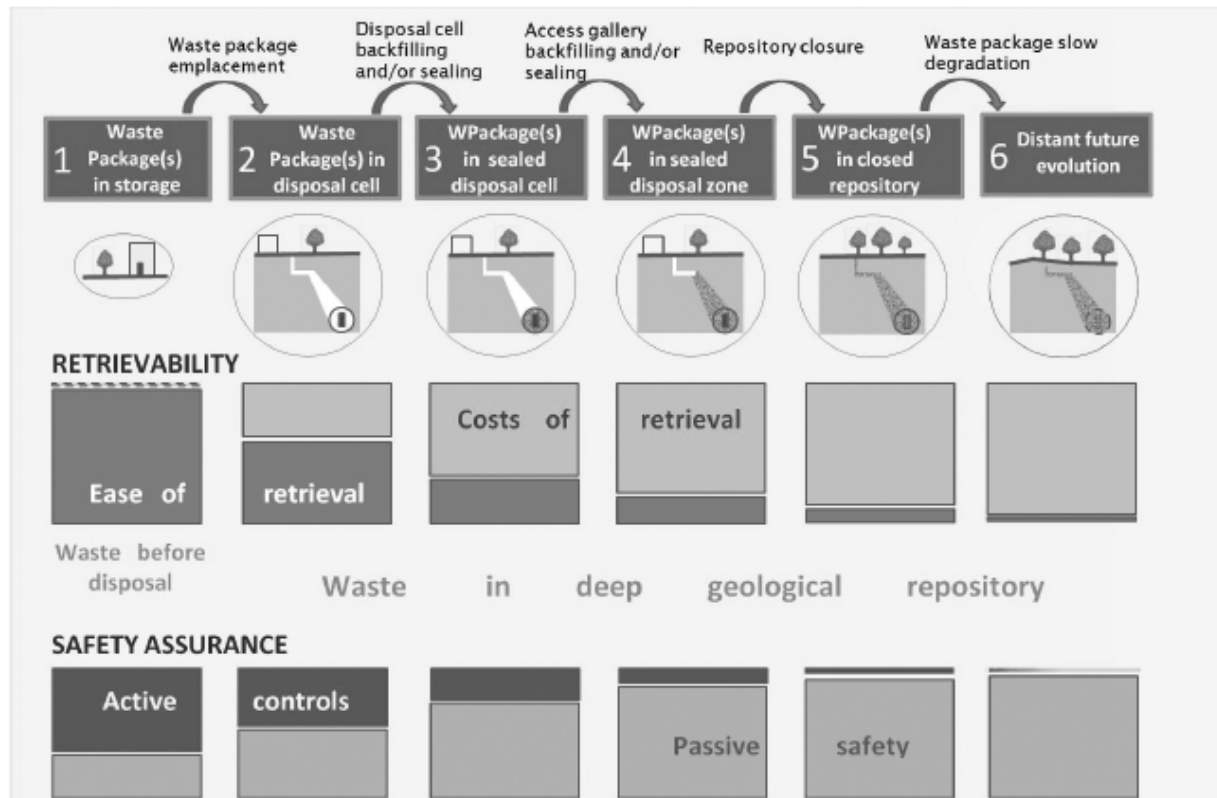 Waste package
emplacement
Disposal cell
backfilling
and/or sealing
Access gallery
backfilling and/or
sealing
Repository closure
Waste package slow
degradation
1 Waste
Package(s)
in storage
2 Waste
Package(s) in
disposal cell
3 WPackage(s)
in sealed
disposal cell
4 WPackage(s)
in sealed
disposal zone
5 WPackage(s)
in closed
repository
6 Distant future
evolution
RETRIEVABILITY
Costs of retrieval
Ease of retrieval
Waste before
disposal
Waste in deep geological repository
SAFETY ASSURANCE
Active controls
Passive safety